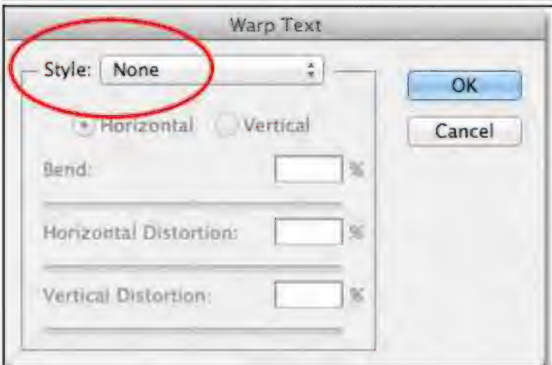 Warp Text
Style: None
OK
Horizontal Vertical
Cancel
Bend: %
Horizontal Distortion: %
Vertical Distortion: %